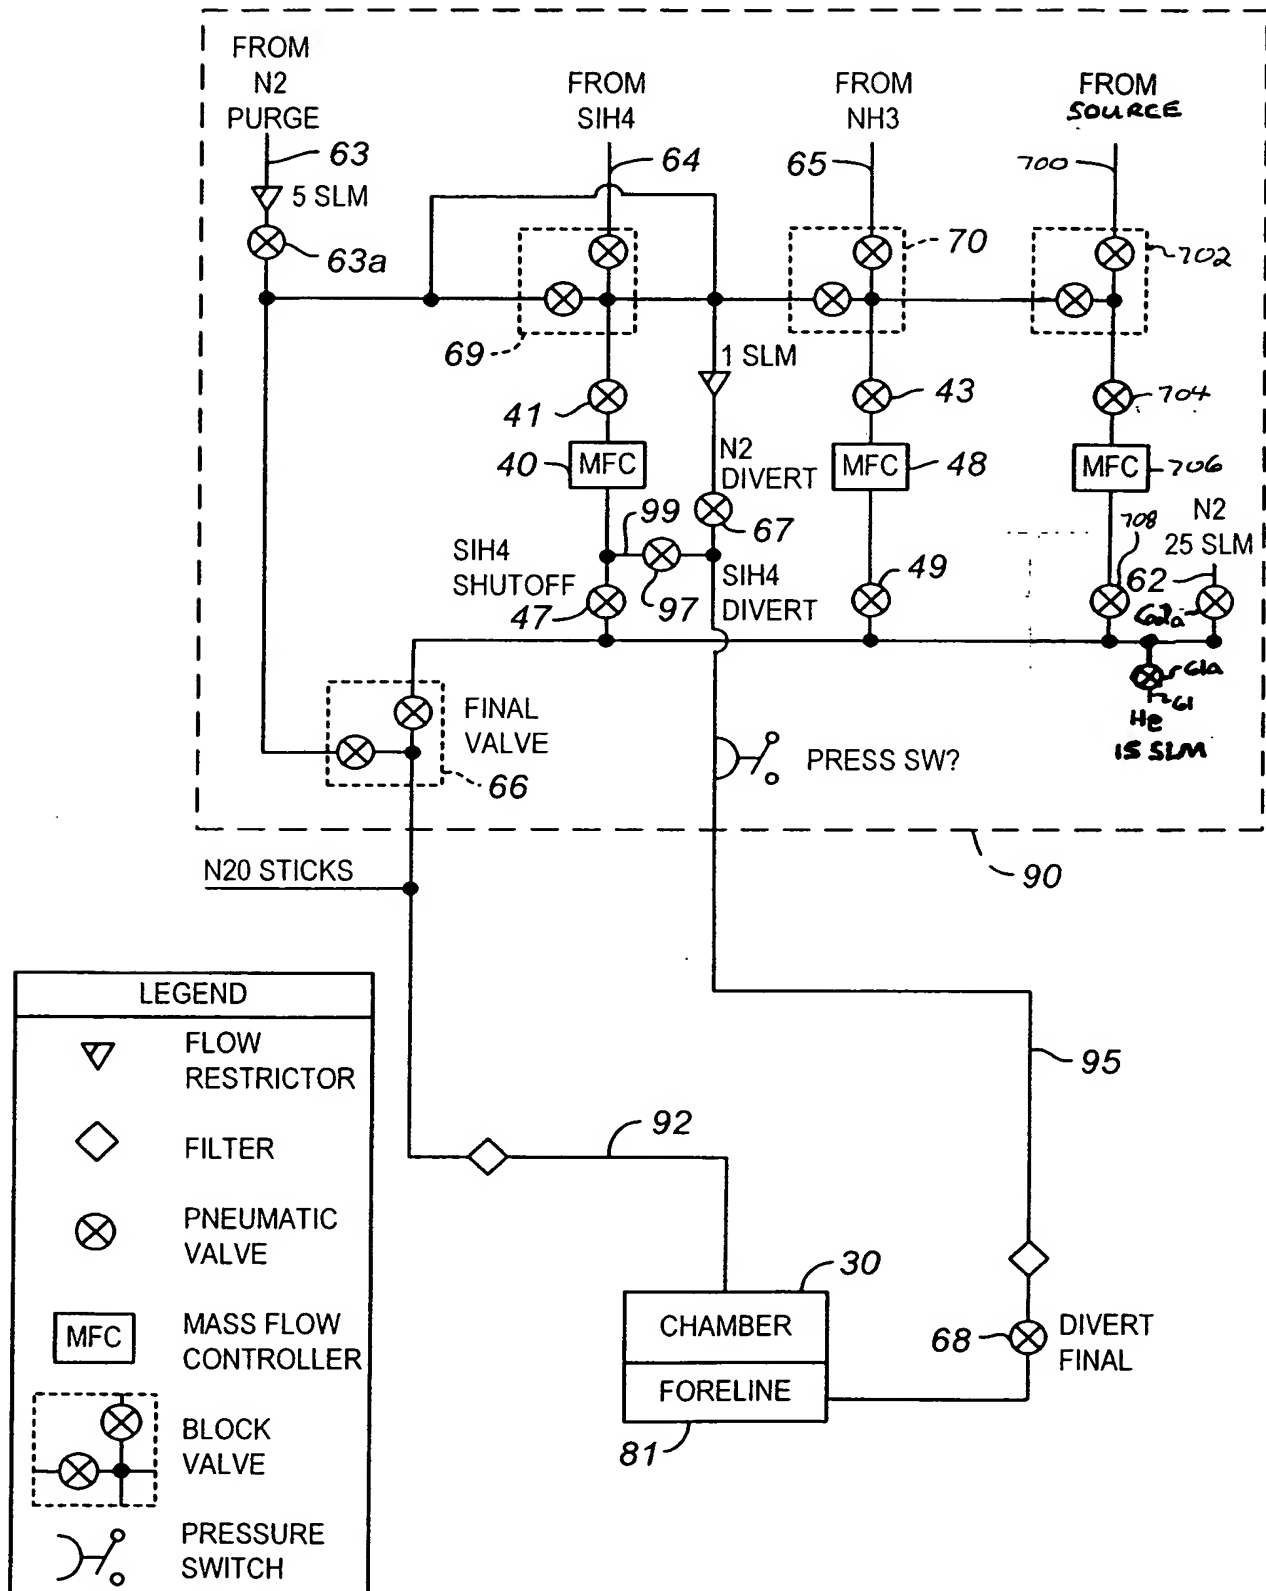 FROM
N2
PURGE
FROM
SIH4
FROM
NH3
FROM
SOURCE
63
64
65
700
5 SLM
63a
70
702
69
1 SLM
41
43
704
40
MFC
N2
DIVERT
MFC
48
MFC
706
99
67
708
N2
25 SLM
SIH4
SHUTOFF
SIH4
DIVERT
49
62
47
97
62a
61a
61
He
15 SLM
FINAL
VALVE
66
PRESS SW?
N20 STICKS
90
LEGEND
FLOW
RESTRICTOR
FILTER
PNEUMATIC
VALVE
MFC
MASS FLOW
CONTROLLER
BLOCK
VALVE
PRESSURE
SWITCH
95
92
30
CHAMBER
FORELINE
81
68
DIVERT
FINAL